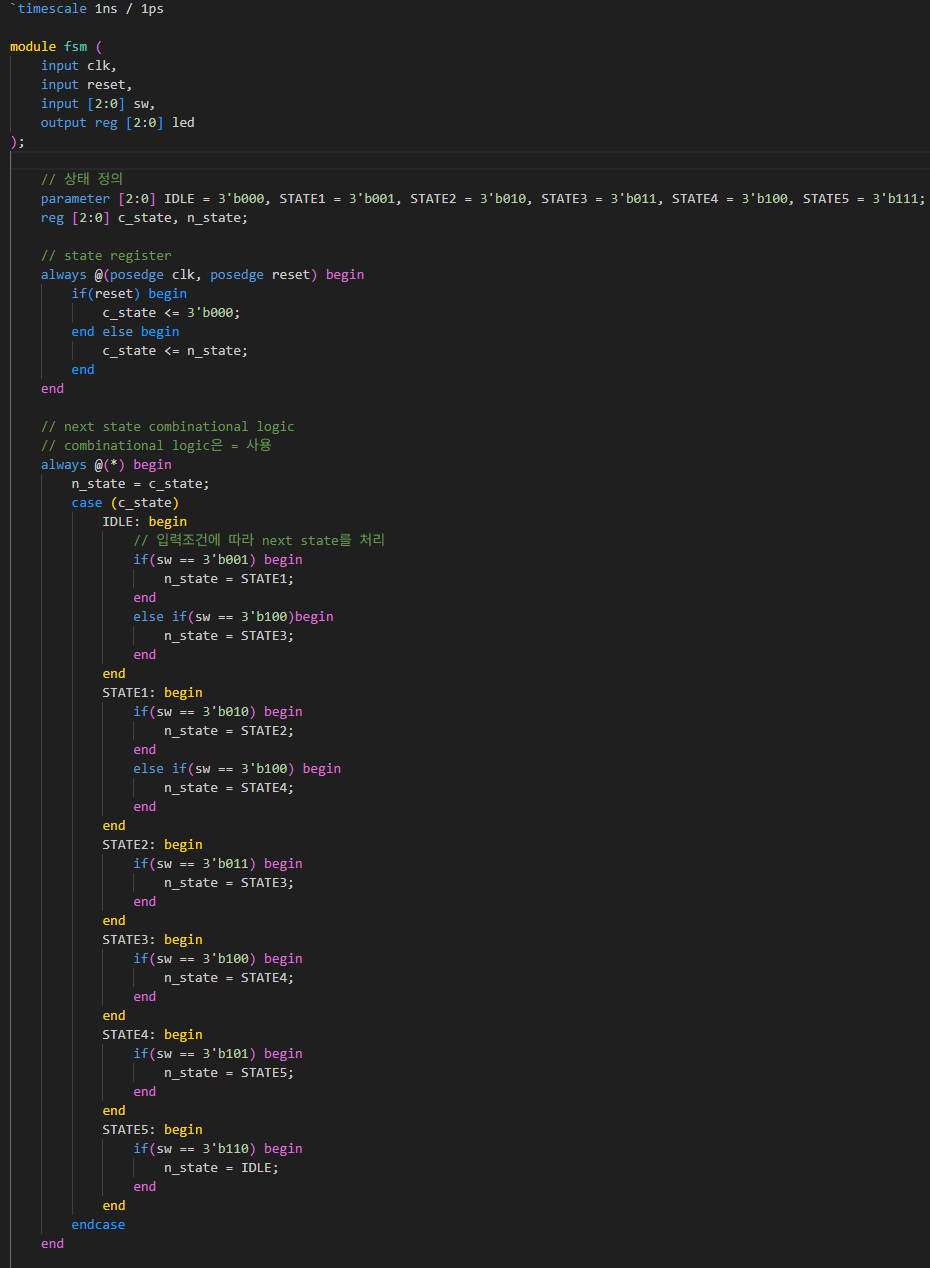 `timescale 1ns / 1ps
module fsm (
    input clk,
    input reset,
    input [2:0] sw,
    output reg [2:0] led
);
    // 상태 정의
    parameter [2:0] IDLE = 3'b000, STATE1 = 3'b001, STATE2 = 3'b010, STATE3 = 3'b011, STATE4 = 3'b100, STATE5 = 3'b111;
    reg [2:0] c_state, n_state;
    // state register
    always @(posedge clk, posedge reset) begin
        if(reset) begin
            c_state <= 3'b000;
        end else begin
            c_state <= n_state;
        end
    end
    // next state combinational logic
    // combinational logic은 = 사용
    always @(*) begin
        n_state = c_state;
        case (c_state)
            IDLE: begin
                // 입력조건에 따라 next state를 처리
                if(sw == 3'b001) begin
                    n_state = STATE1;
                end
                else if(sw == 3'b100)begin
                    n_state = STATE3;
                end
            end
            STATE1: begin
                if(sw == 3'b010) begin
                    n_state = STATE2;
                end
                else if(sw == 3'b100) begin
                    n_state = STATE4;
                end
            end
            STATE2: begin
                if(sw == 3'b011) begin
                    n_state = STATE3;
                end
            end
            STATE3: begin
                if(sw == 3'b100) begin
                    n_state = STATE4;
                end
            end
            STATE4: begin
                if(sw == 3'b101) begin
                    n_state = STATE5;
                end
            end
            STATE5: begin
                if(sw == 3'b110) begin
                    n_state = IDLE;
                end
            end
        endcase
    end